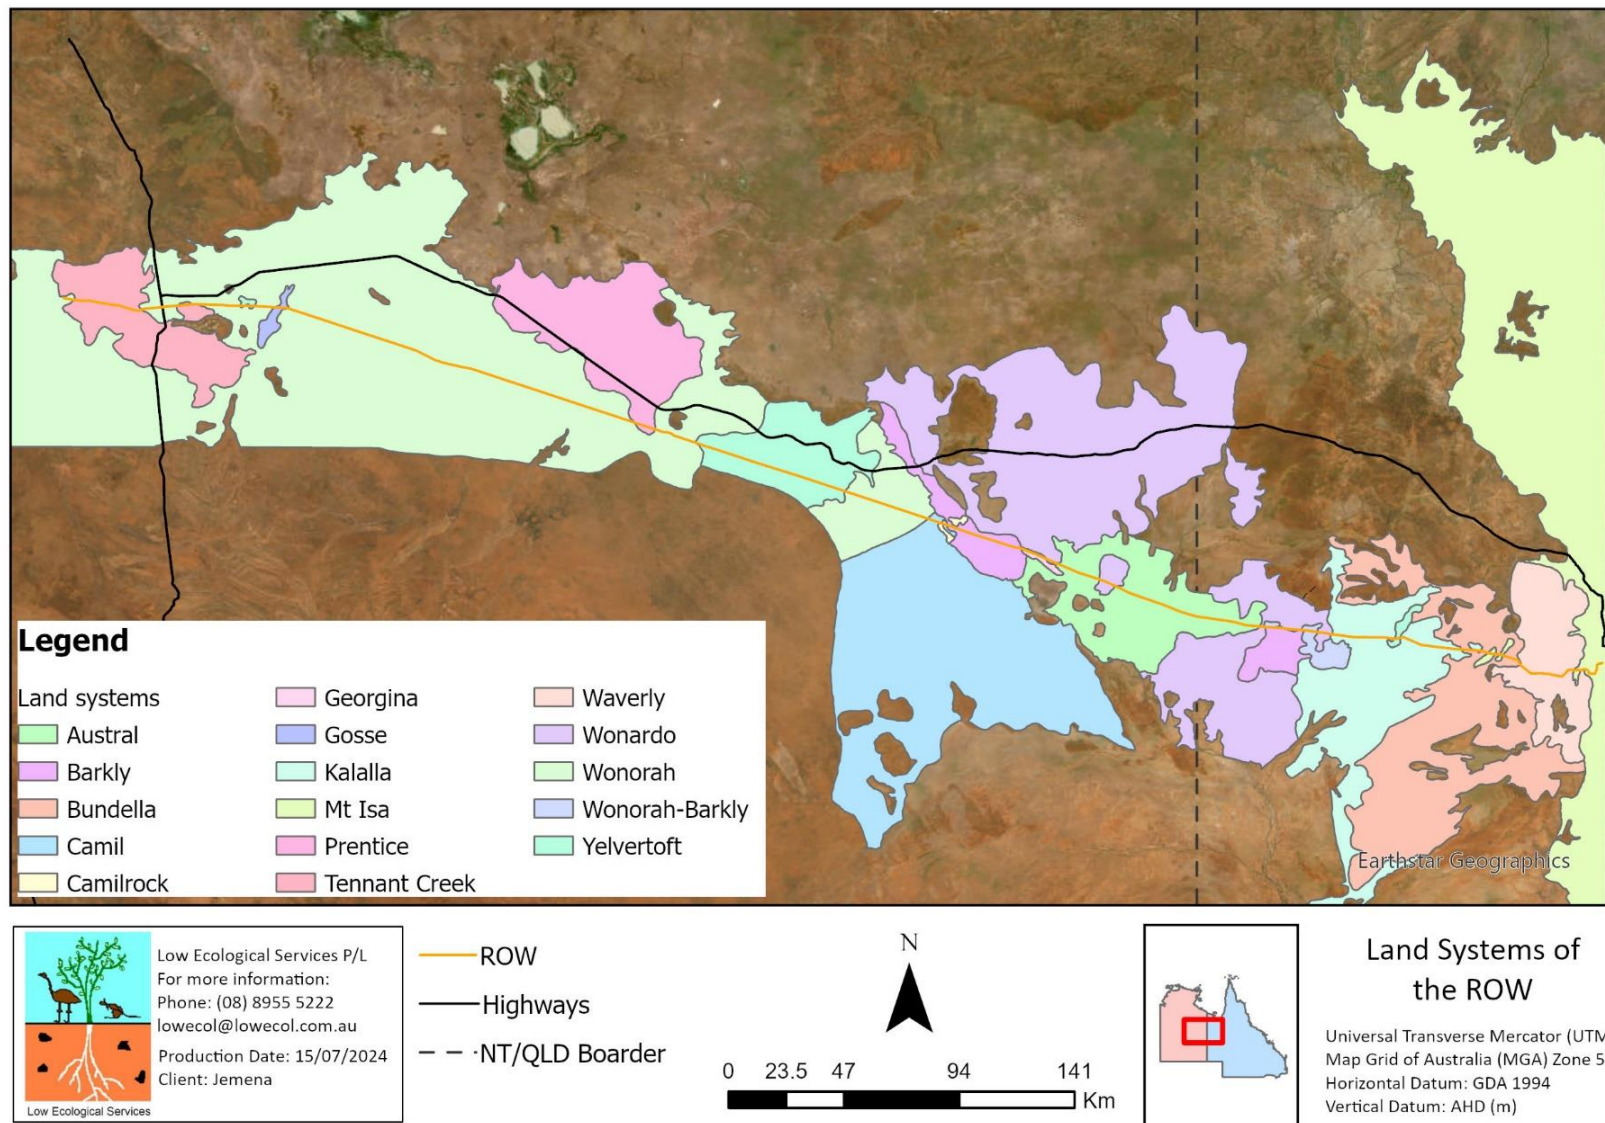 Earthstar Geographics
Legend
Land systems
Austral
Barkly
Bundella
Camil
Camilrock
Georgina
Gosse
Kalalla
Mt Isa
Prentice
Tennant Creek
Waverly
Wonardo
Wonorah
Wonorah-Barkly
Yelvertoft
Low Ecological Services P/L
For more information:
Phone: (08) 8955 5222
lowecol@lowecol.com.au
Production Date: 15/07/2024
Client: Jemena
Low Ecological Services
ROW
Highways
NT/QLD Boarder
N
0 23.5 47 94 141
Km
Land Systems of
the ROW
Universal Transverse Mercator (UTM
Map Grid of Australia (MGA) Zone 5
Horizontal Datum: GDA 1994
Vertical Datum: AHD (m)